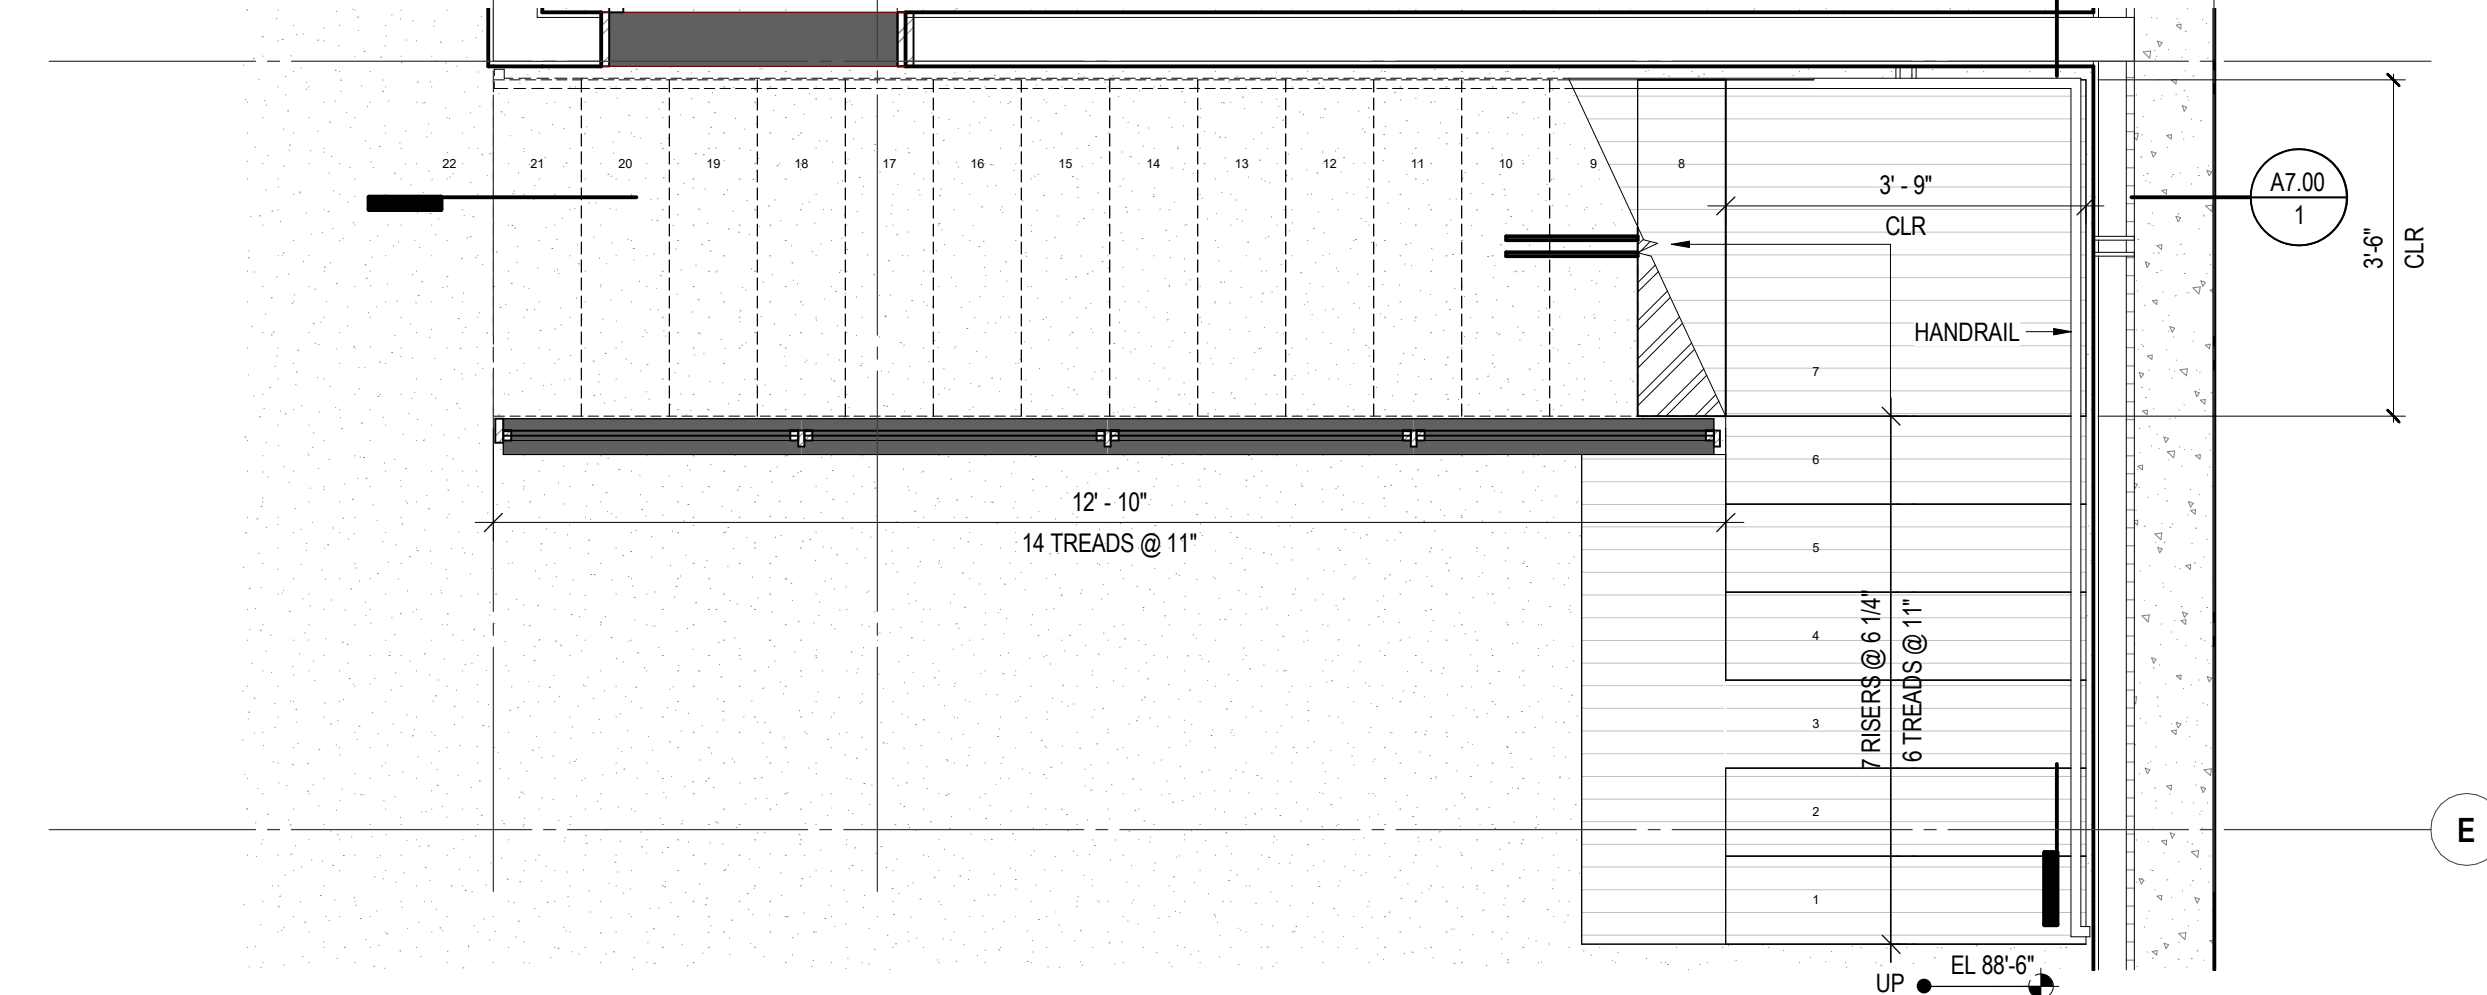 22 21 20 19 18 17 16 15 14 13 12 11 10 9 8
3' - 9"
CLR
A7.00
1
3'-6"
CLR
HANDRAIL
7
6
12' - 10"
14 TREADS @ 11"
5
4
7 RISERS @ 6 1/4"
6 TREADS @ 11"
3
2
E
1
EL 88'-6"
UP